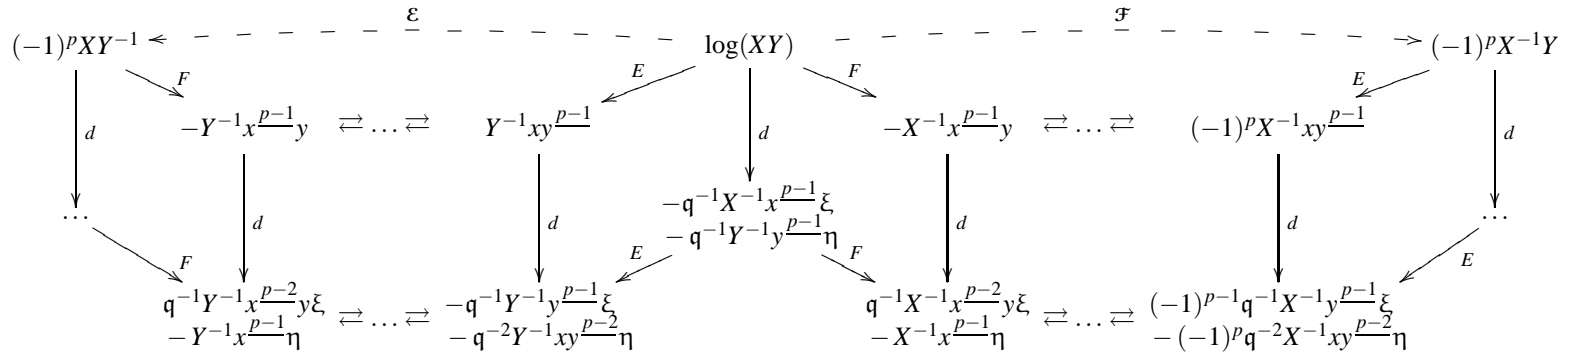 ℰ ℱ
(−1)^p XY^{−1} log(XY) (−1)^p X^{−1}Y
F E F E
−Y^{−1}x^{\underline{p−1}}y ⇄ … ⇄ Y^{−1}xy^{\underline{p−1}} −X^{−1}x^{\underline{p−1}}y ⇄ … ⇄ (−1)^p X^{−1}xy^{\underline{p−1}}
d d d
−𝔮^{−1}X^{−1}x^{\underline{p−1}}ξ
… d d − 𝔮^{−1}Y^{−1}y^{\underline{p−1}}η d d …
F E F E
𝔮^{−1}Y^{−1}x^{\underline{p−2}}yξ −𝔮^{−1}Y^{−1}y^{\underline{p−1}}ξ 𝔮^{−1}X^{−1}x^{\underline{p−2}}yξ (−1)^{p−1}𝔮^{−1}X^{−1}y^{\underline{p−1}}ξ
− Y^{−1}x^{\underline{p−1}}η ⇄ … ⇄ − 𝔮^{−2}Y^{−1}xy^{\underline{p−2}}η − X^{−1}x^{\underline{p−1}}η ⇄ … ⇄ − (−1)^p 𝔮^{−2}X^{−1}xy^{\underline{p−2}}η